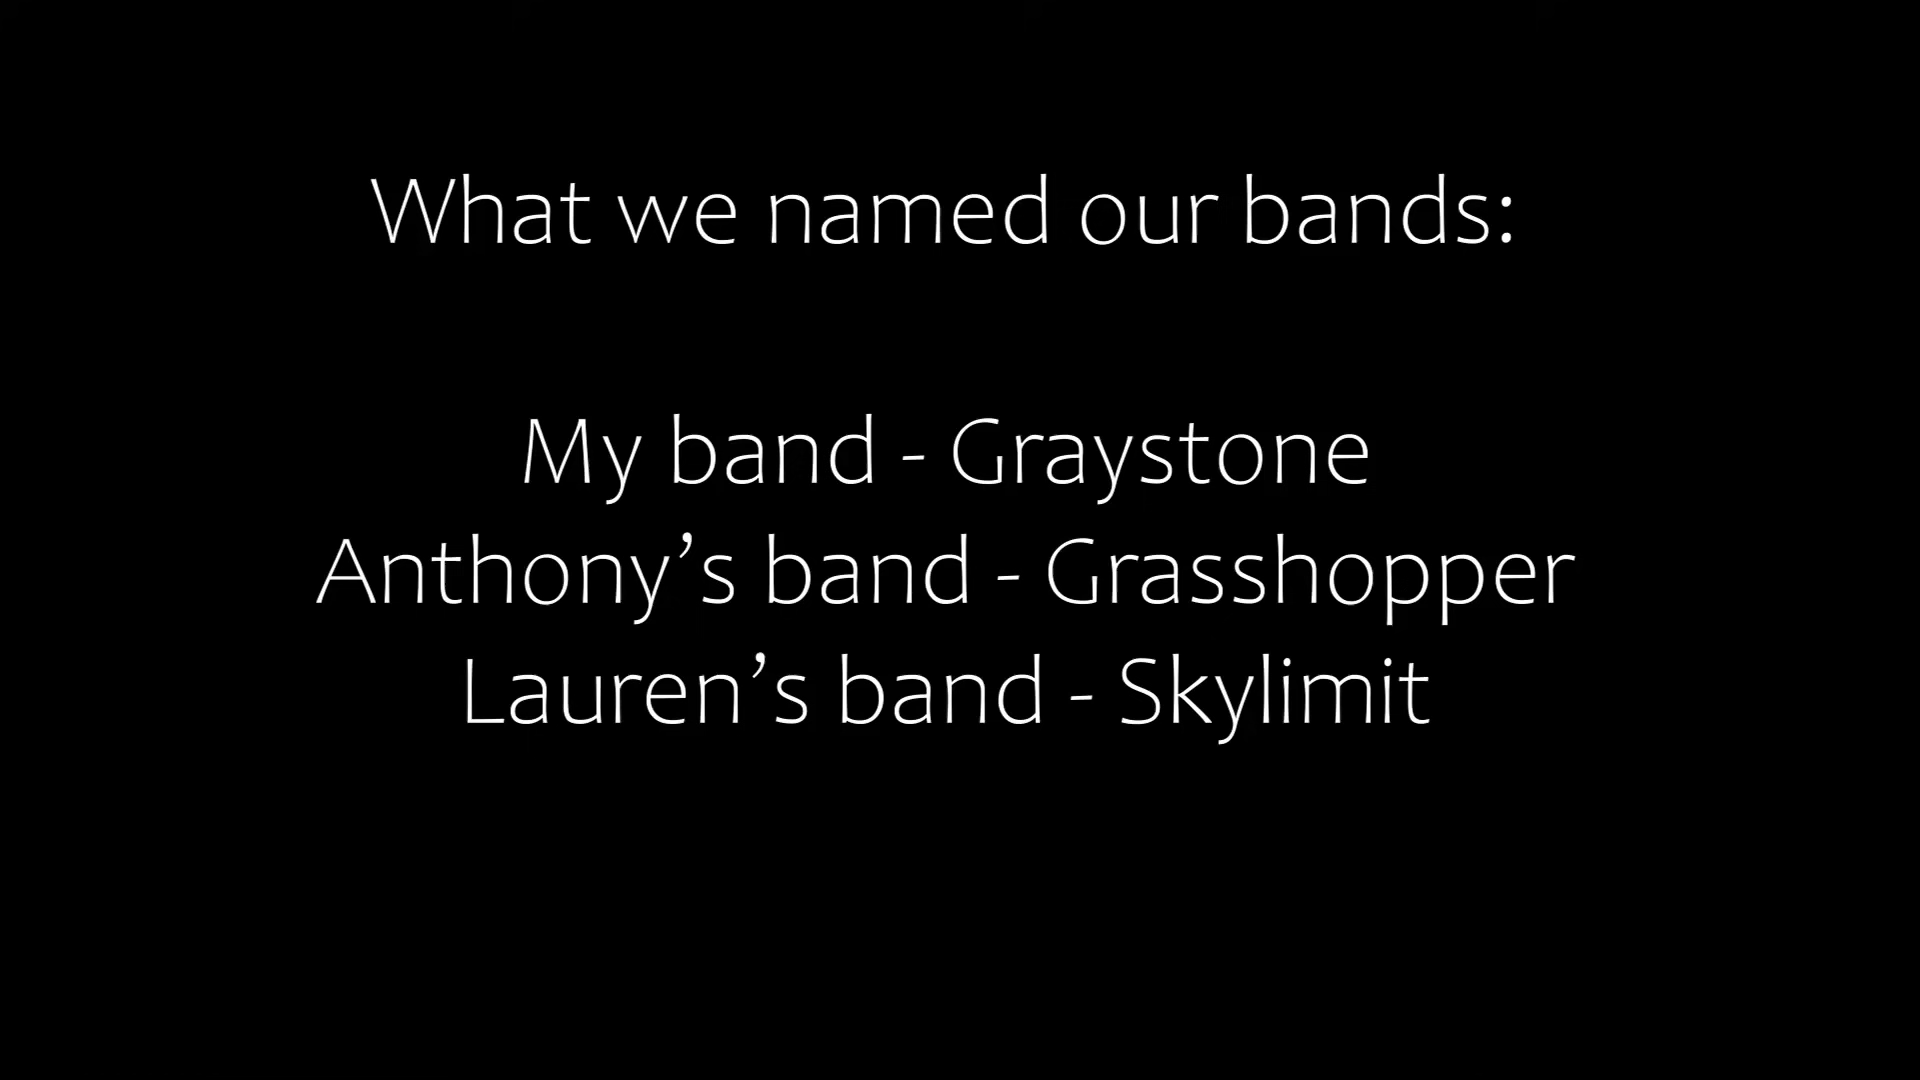 What we named our bands:
My band - Graystone
Anthony’s band - Grasshopper
Lauren’s band - Skylimit